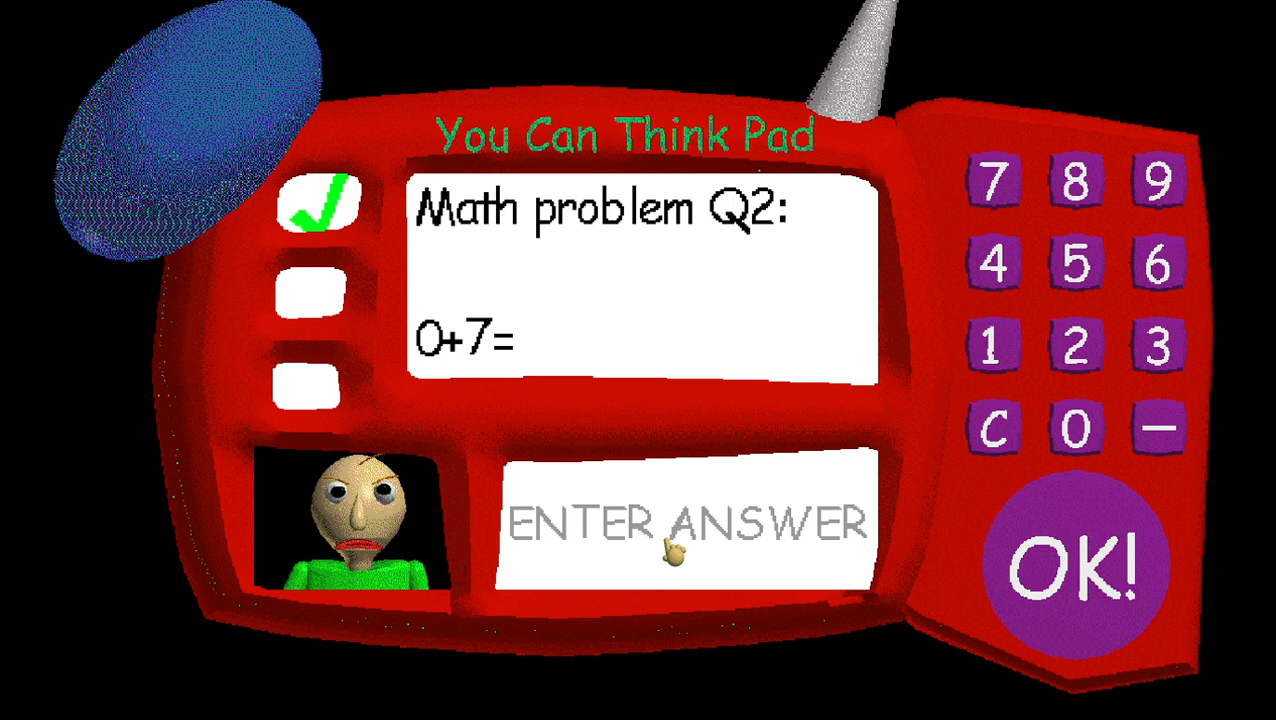 You Can Think Pad
Math problem Q2:
0+7=
ENTER ANSWER
7 8 9
4 5 6
1 2 3
C 0 —
OK!